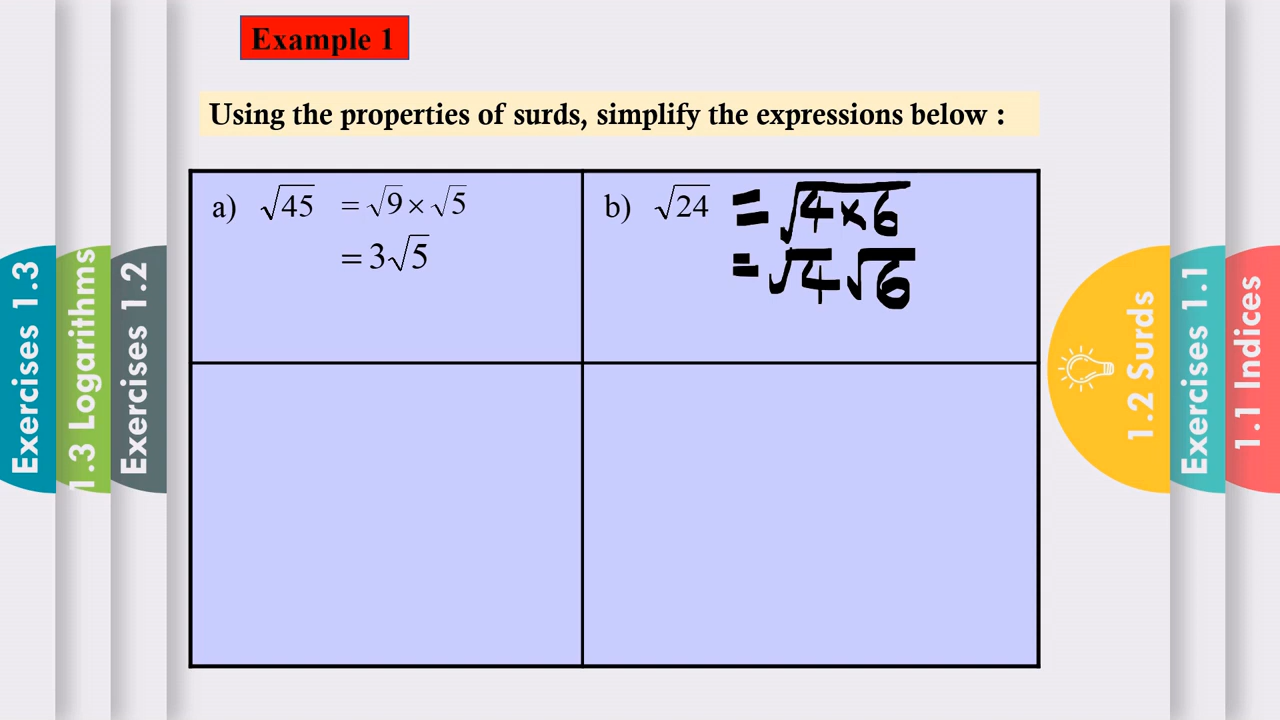 Example 1
Using the properties of surds, simplify the expressions below :
a) √45 = √9 × √5
= 3√5
b) √24 = √4×6
= √4 √6
Exercises 1.3
1.3 Logarithms
Exercises 1.2
1.2 Surds
Exercises 1.1
1.1 Indices